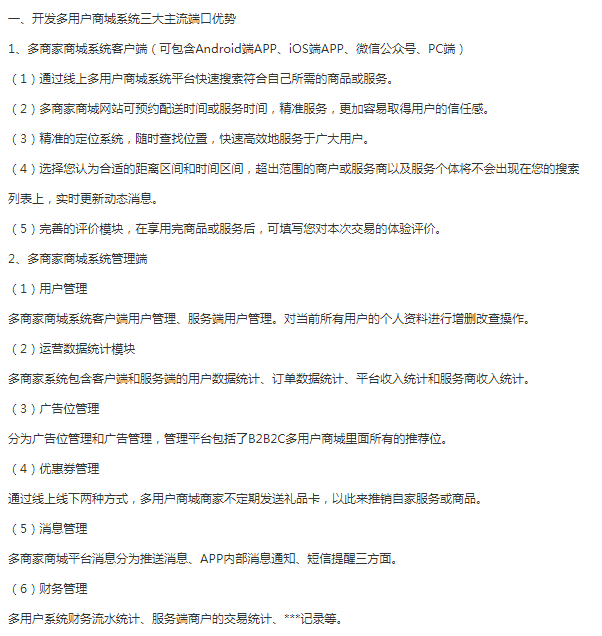 一、开发多用户商城系统三大主流端口优势
1、多商家商城系统客户端（可包含Android端APP、iOS端APP、微信公众号、PC端）
（1）通过线上多用户商城系统平台快速搜索符合自己所需的商品或服务。
（2）多商家商城网站可预约配送时间或服务时间，精准服务，更加容易取得用户的信任感。
（3）精准的定位系统，随时查找位置，快速高效地服务于广大用户。
（4）选择您认为合适的距离区间和时间区间，超出范围的商户或服务商以及服务个体将不会出现在您的搜索
列表上，实时更新动态消息。
（5）完善的评价模块，在享用完商品或服务后，可填写您对本次交易的体验评价。
2、多商家商城系统管理端
（1）用户管理
多商家商城系统客户端用户管理、服务端用户管理。对当前所有用户的个人资料进行增删改查操作。
（2）运营数据统计模块
多商家系统包含客户端和服务端的用户数据统计、订单数据统计、平台收入统计和服务商收入统计。
（3）广告位管理
分为广告位管理和广告管理，管理平台包括了B2B2C多用户商城里面所有的推荐位。
（4）优惠券管理
通过线上线下两种方式，多用户商城商家不定期发送礼品卡，以此来推销自家服务或商品。
（5）消息管理
多商家商城平台消息分为推送消息、APP内部消息通知、短信提醒三方面。
（6）财务管理
多用户系统财务流水统计、服务端商户的交易统计、***记录等。